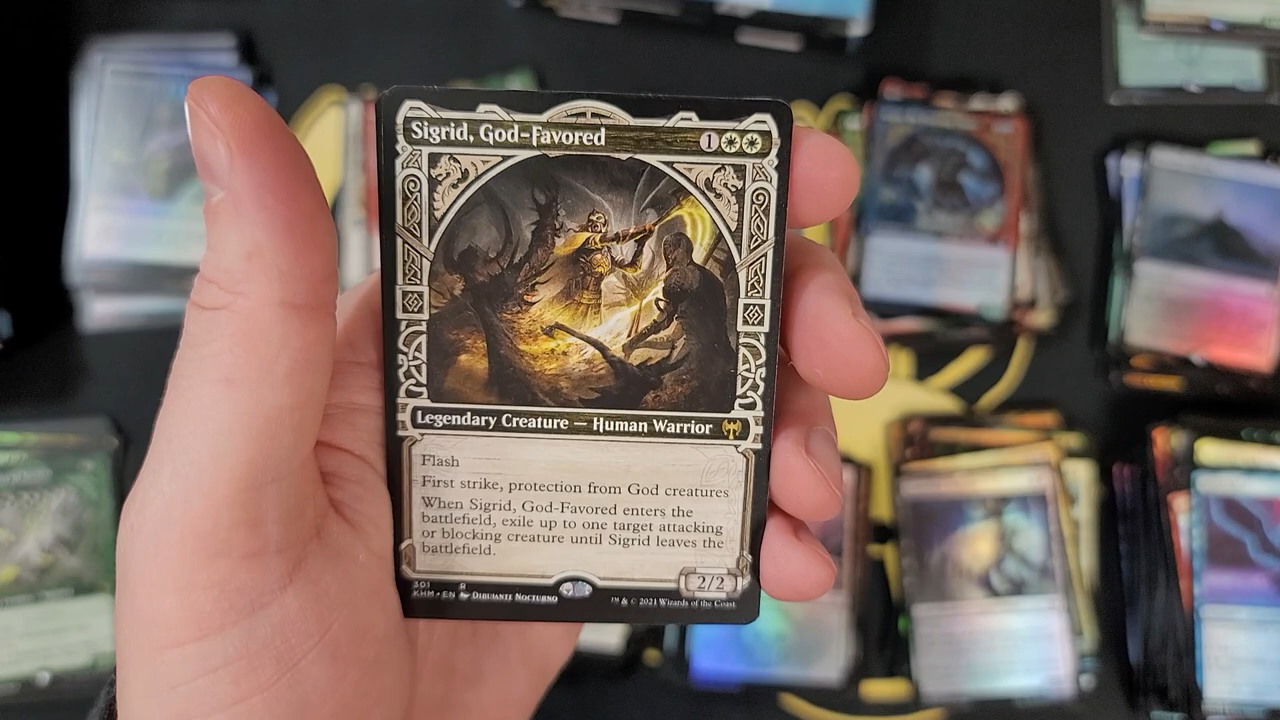 Sigrid, God-Favored 1
Legendary Creature — Human Warrior
Flash
First strike, protection from God creatures
When Sigrid, God-Favored enters the
battlefield, exile up to one target attacking
or blocking creature until Sigrid leaves the
battlefield.
2/2
301 R
KHM • EN Dibujante Nocturno
™ & © 2021 Wizards of the Coast